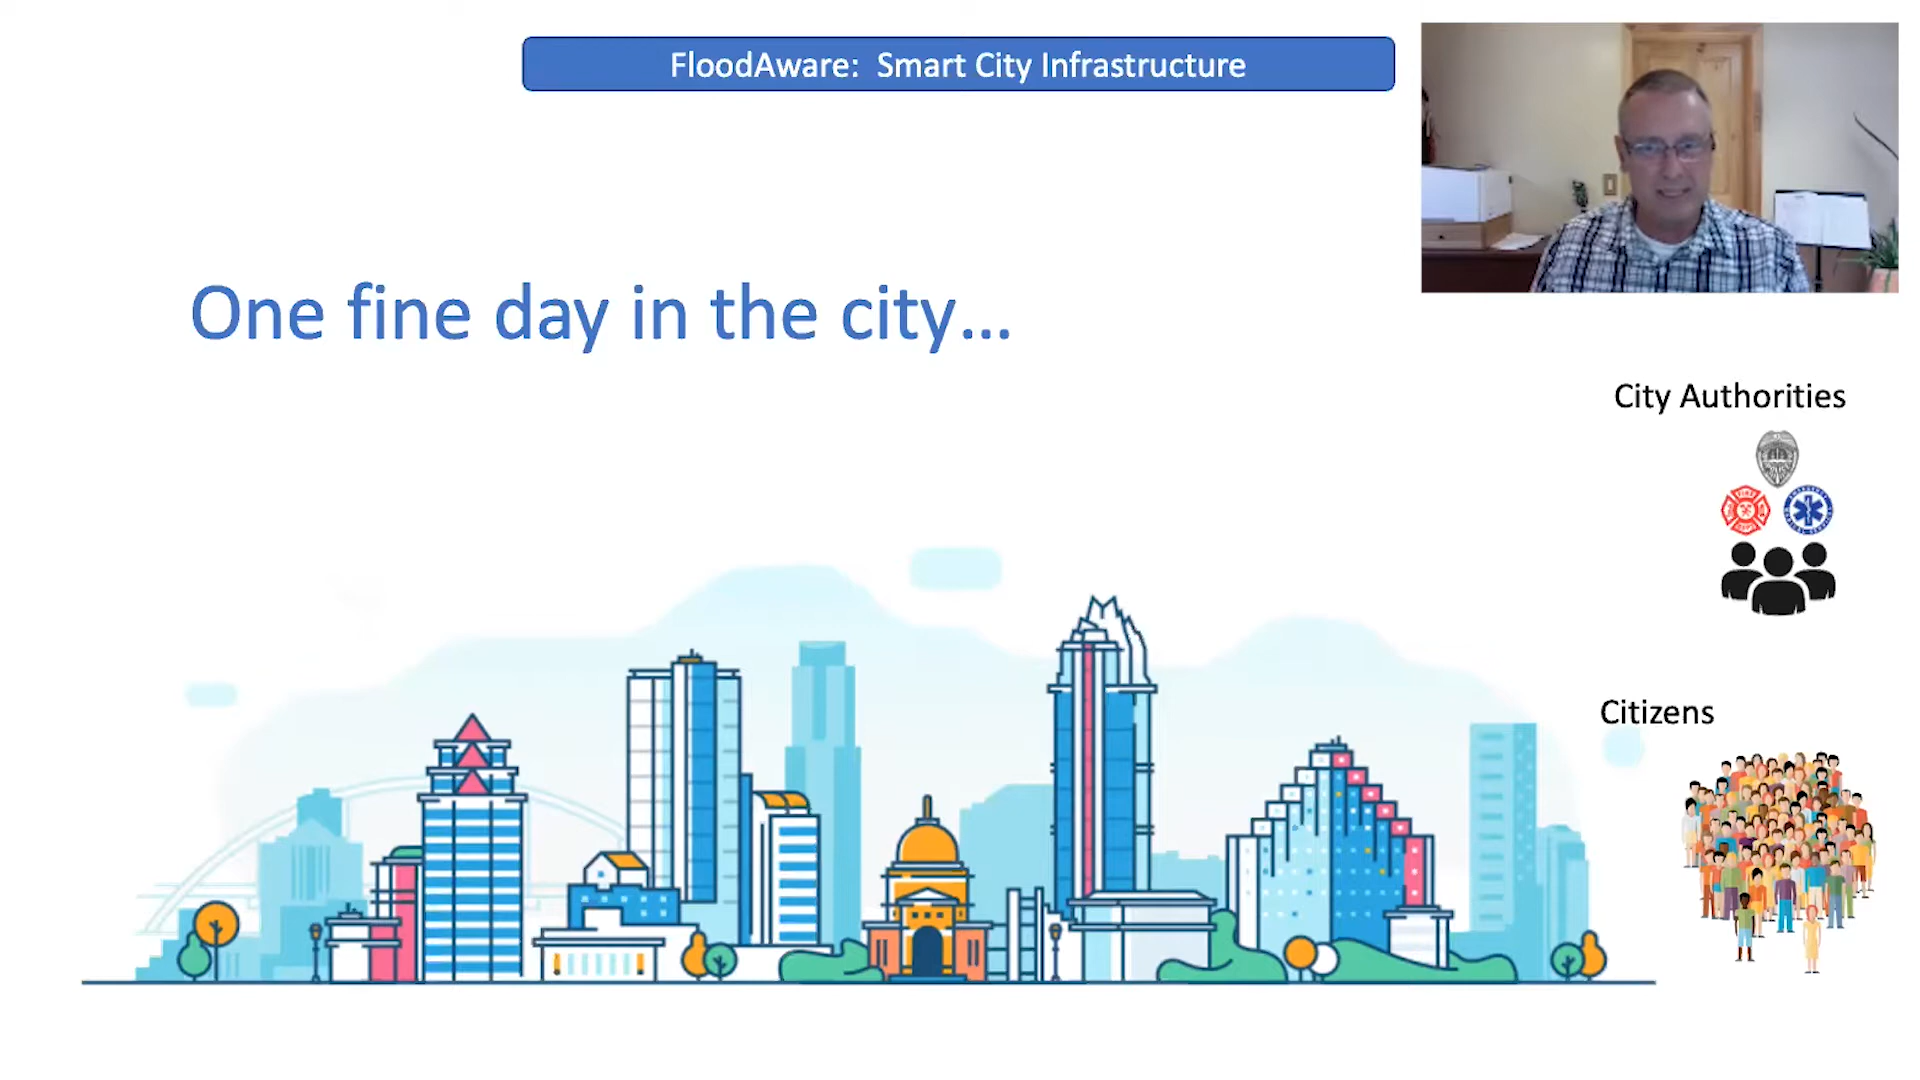 FloodAware: Smart City Infrastructure
One fine day in the city...
City Authorities
Citizens